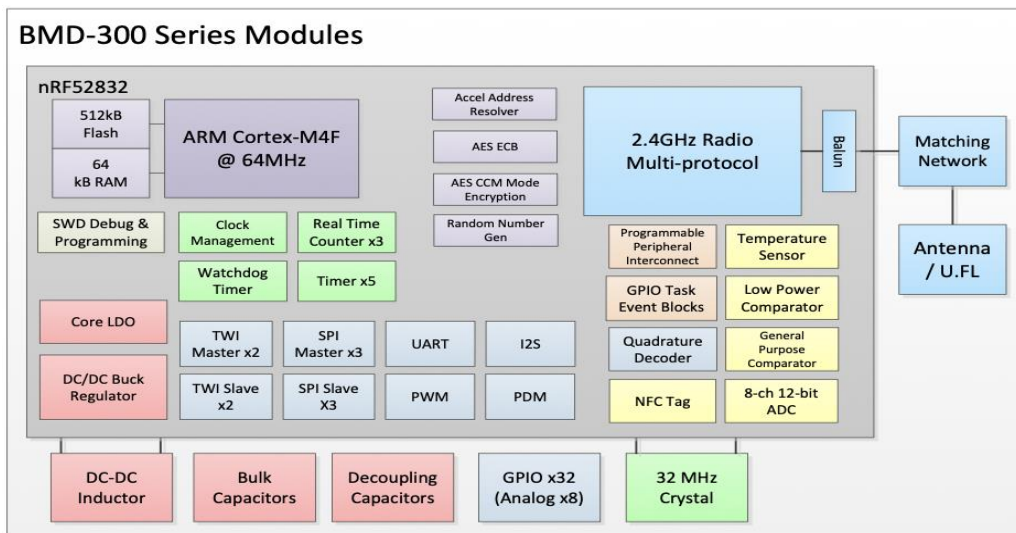 BMD-300 Series Modules
nRF52832
512kB
Flash
64
kB RAM
ARM Cortex-M4F
@ 64MHz
Accel Address
Resolver
AES ECB
AES CCM Mode
Encryption
Random Number
Gen
2.4GHz Radio
Multi-protocol
Balun
Matching
Network
Antenna
/ U.FL
SWD Debug &
Programming
Clock
Management
Real Time
Counter x3
Watchdog
Timer
Timer x5
Programmable
Peripheral
Interconnect
Temperature
Sensor
GPIO Task
Event Blocks
Low Power
Comparator
Core LDO
DC/DC Buck
Regulator
TWI
Master x2
SPI
Master x3
UART
I2S
Quadrature
Decoder
General
Purpose
Comparator
TWI Slave
x2
SPI Slave
X3
PWM
PDM
NFC Tag
8-ch 12-bit
ADC
DC-DC
Inductor
Bulk
Capacitors
Decoupling
Capacitors
GPIO x32
(Analog x8)
32 MHz
Crystal